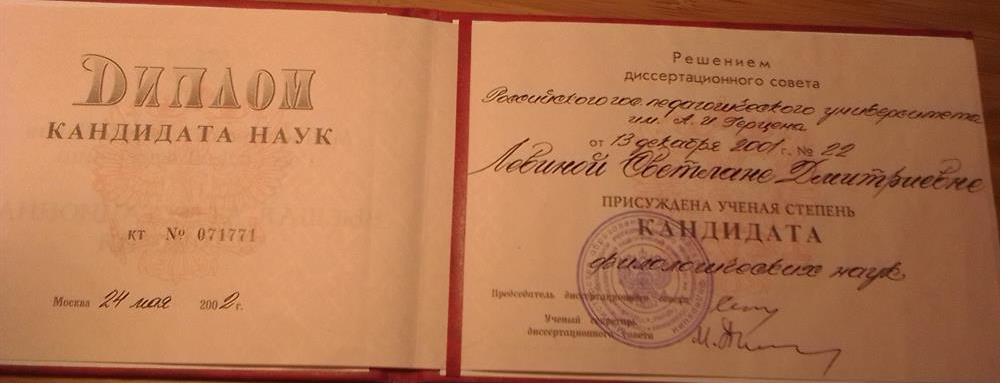 Диплом
КАНДИДАТА НАУК
КТ № 071771
Москва 24 мая 2002 г.
Решением
диссертационного совета
Российского гос. педагогического университета
им. А. И. Герцена
от 13 декабря 2001 г. № 22
Левиной Светлане Дмитриевне
ПРИСУЖДЕНА УЧЕНАЯ СТЕПЕНЬ
КАНДИДАТА
филологических наук
Председатель диссертационного совета
Ученый секретарь
диссертационного совета